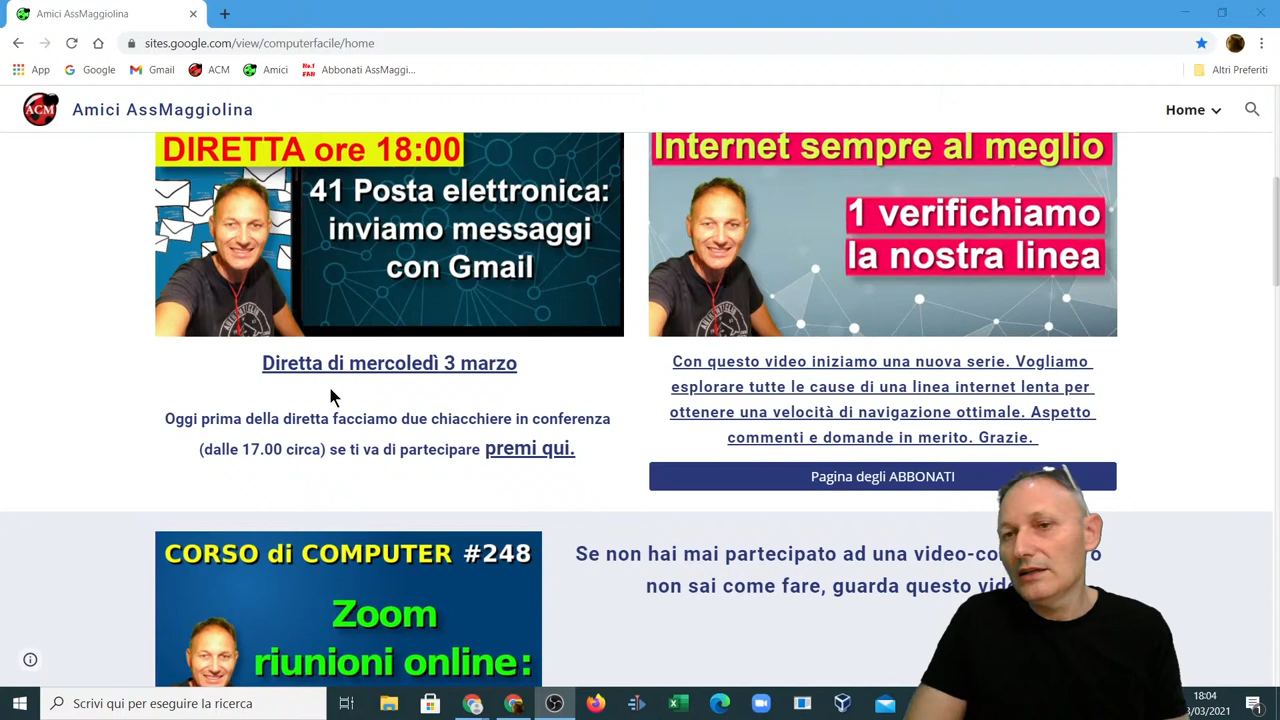 Amici AssMaggiolina
sites.google.com/view/computerfacile/home
App
Google
Gmail
ACM
Amici
No.1 FAN
Abbonati AssMaggi...
Altri Preferiti
ACM
Amici AssMaggiolina
Home
DIRETTA ore 18:00
41 Posta elettronica:
inviamo messaggi
con Gmail
Internet sempre al meglio
1 verifichiamo
la nostra linea
Diretta di mercoledì 3 marzo
Oggi prima della diretta facciamo due chiacchiere in conferenza
(dalle 17.00 circa) se ti va di partecipare premi qui.
Con questo video iniziamo una nuova serie. Vogliamo
esplorare tutte le cause di una linea internet lenta per
ottenere una velocità di navigazione ottimale. Aspetto
commenti e domande in merito. Grazie.
Pagina degli ABBONATI
CORSO di COMPUTER #248
Zoom
riunioni online:
Se non hai mai partecipato ad una
non sai come fare, guarda questo
Scrivi qui per eseguire la ricerca
18:04
/03/2021